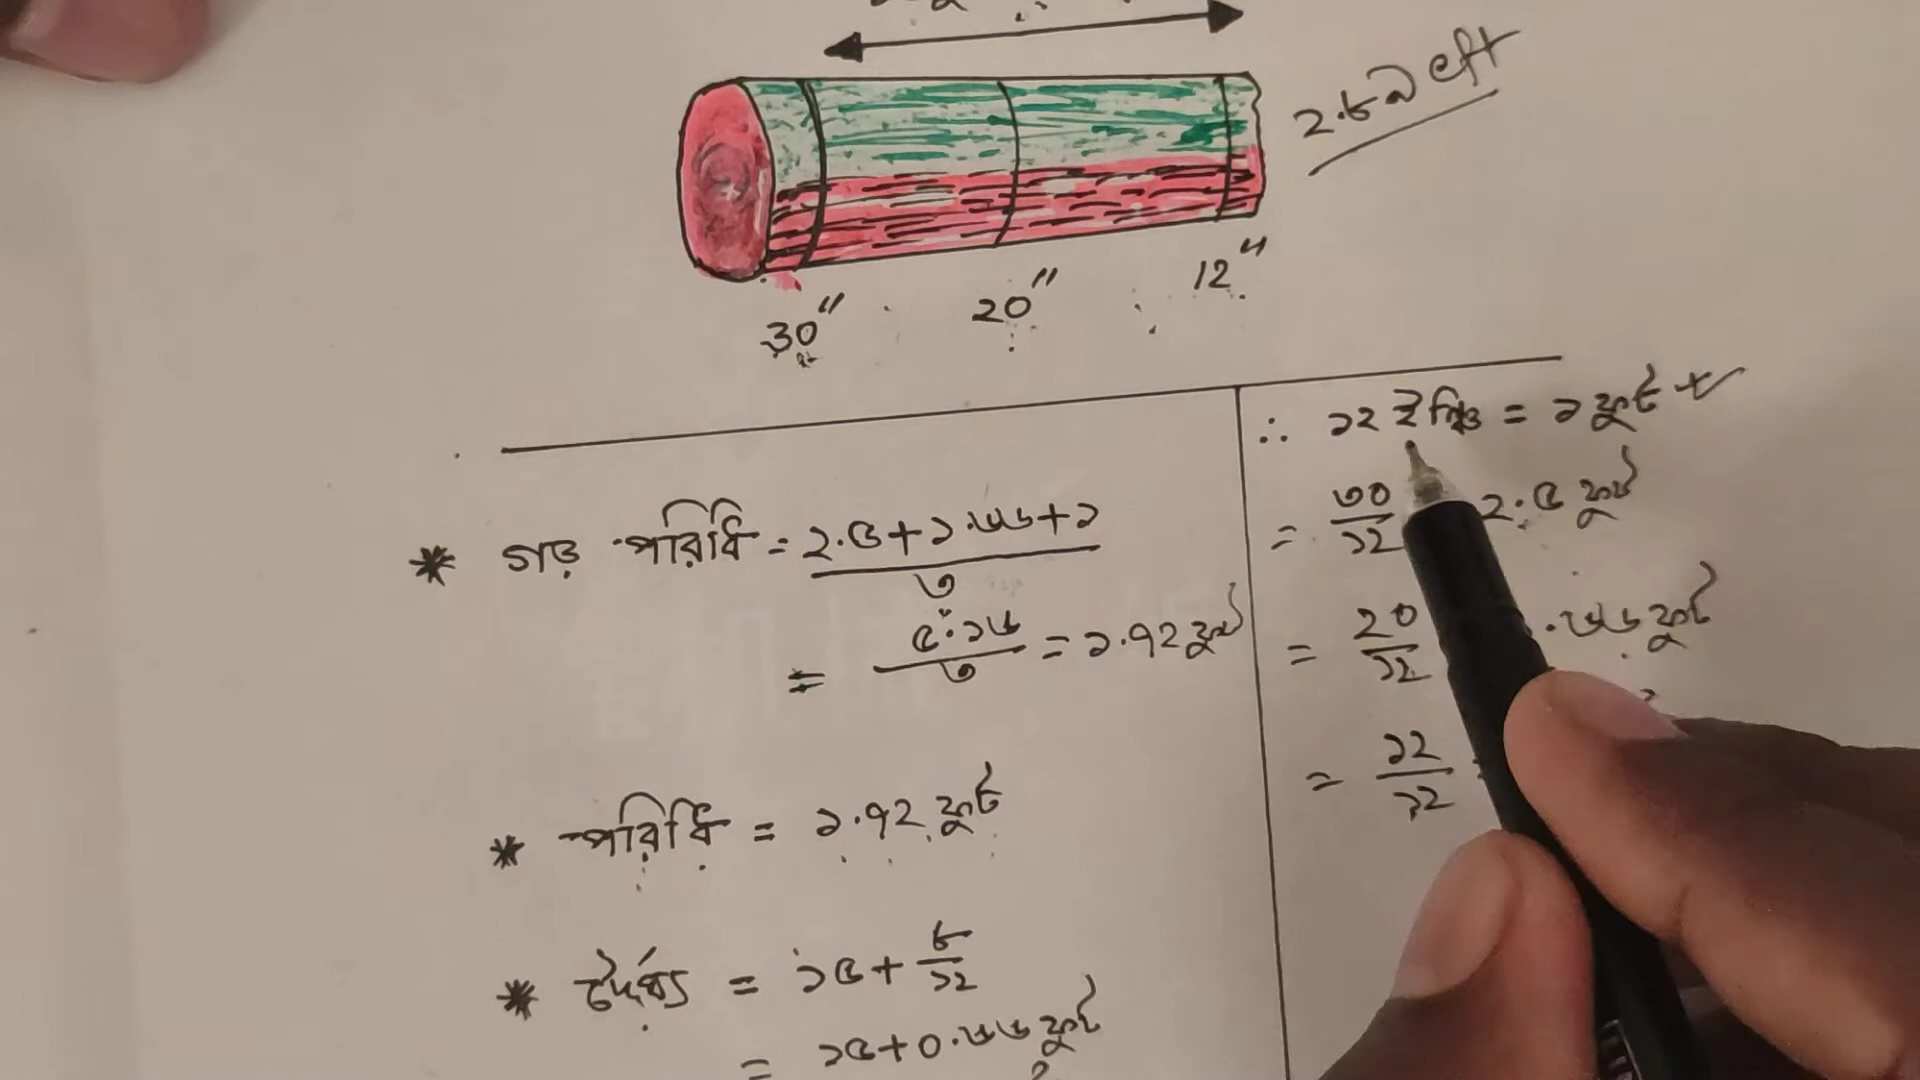 2.৮৯ cft
30"
20"
12"
∴ ১২ ইঞ্চি = ১ ফুট
= ৩০/১২ ২.৫ ফুট
= ২০/১২ .৬৬ ফুট
= ১২/১২
* গড় পরিধি = ২.৫+১.৬৬+১/৩
= ৫.১৬/৩ = ১.৭২ ফুট
* পরিধি = ১.৭২ ফুট
* দৈর্ঘ্য = ১৫+৮/১২
= ১৫+০.৬৬ ফুট